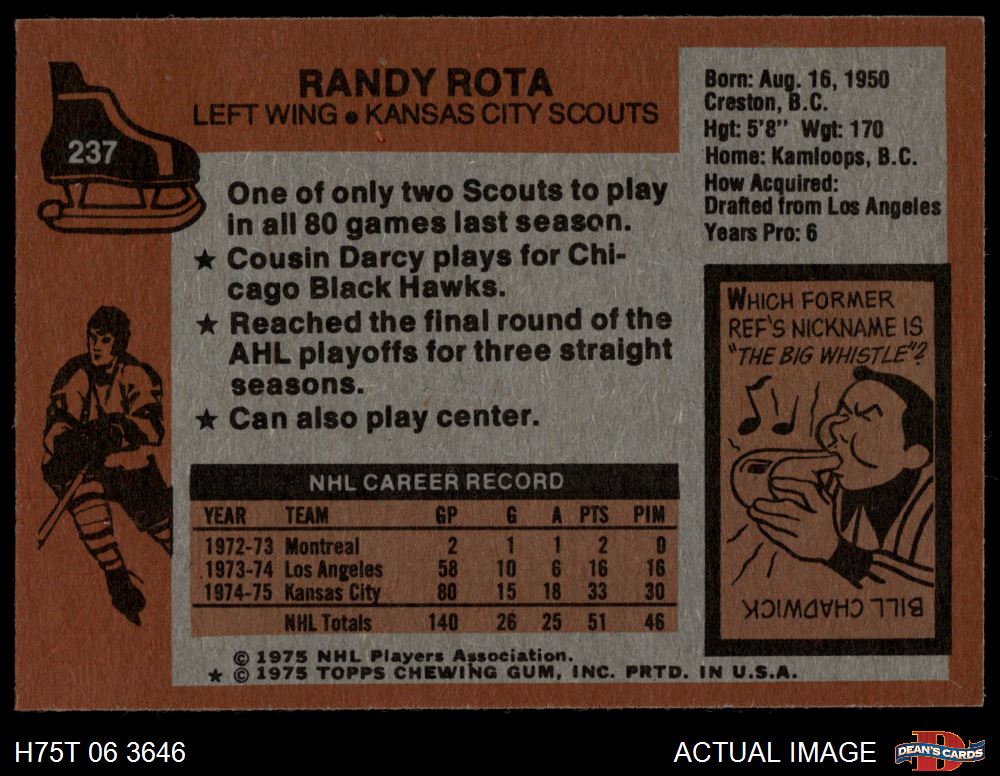 237
RANDY ROTA
LEFT WING • KANSAS CITY SCOUTS
One of only two Scouts to play
in all 80 games last season.
★ Cousin Darcy plays for Chi-
cago Black Hawks.
★ Reached the final round of the
AHL playoffs for three straight
seasons.
★ Can also play center.
Born: Aug. 16, 1950
Creston, B.C.
Hgt: 5'8" Wgt: 170
Home: Kamloops, B.C.
How Acquired:
Drafted from Los Angeles
Years Pro: 6
WHICH FORMER
REF'S NICKNAME IS
"THE BIG WHISTLE"?
BILL CHADWICK
NHL CAREER RECORD
YEAR TEAM GP G A PTS PIM
1972-73 Montreal 2 1 1 2 0
1973-74 Los Angeles 58 10 6 16 16
1974-75 Kansas City 80 15 18 33 30
NHL Totals 140 26 25 51 46
© 1975 NHL Players Association.
★ © 1975 TOPPS CHEWING GUM, INC. PRTD. IN U.S.A.
H75T 06 3646
ACTUAL IMAGE
DEAN'S CARDS